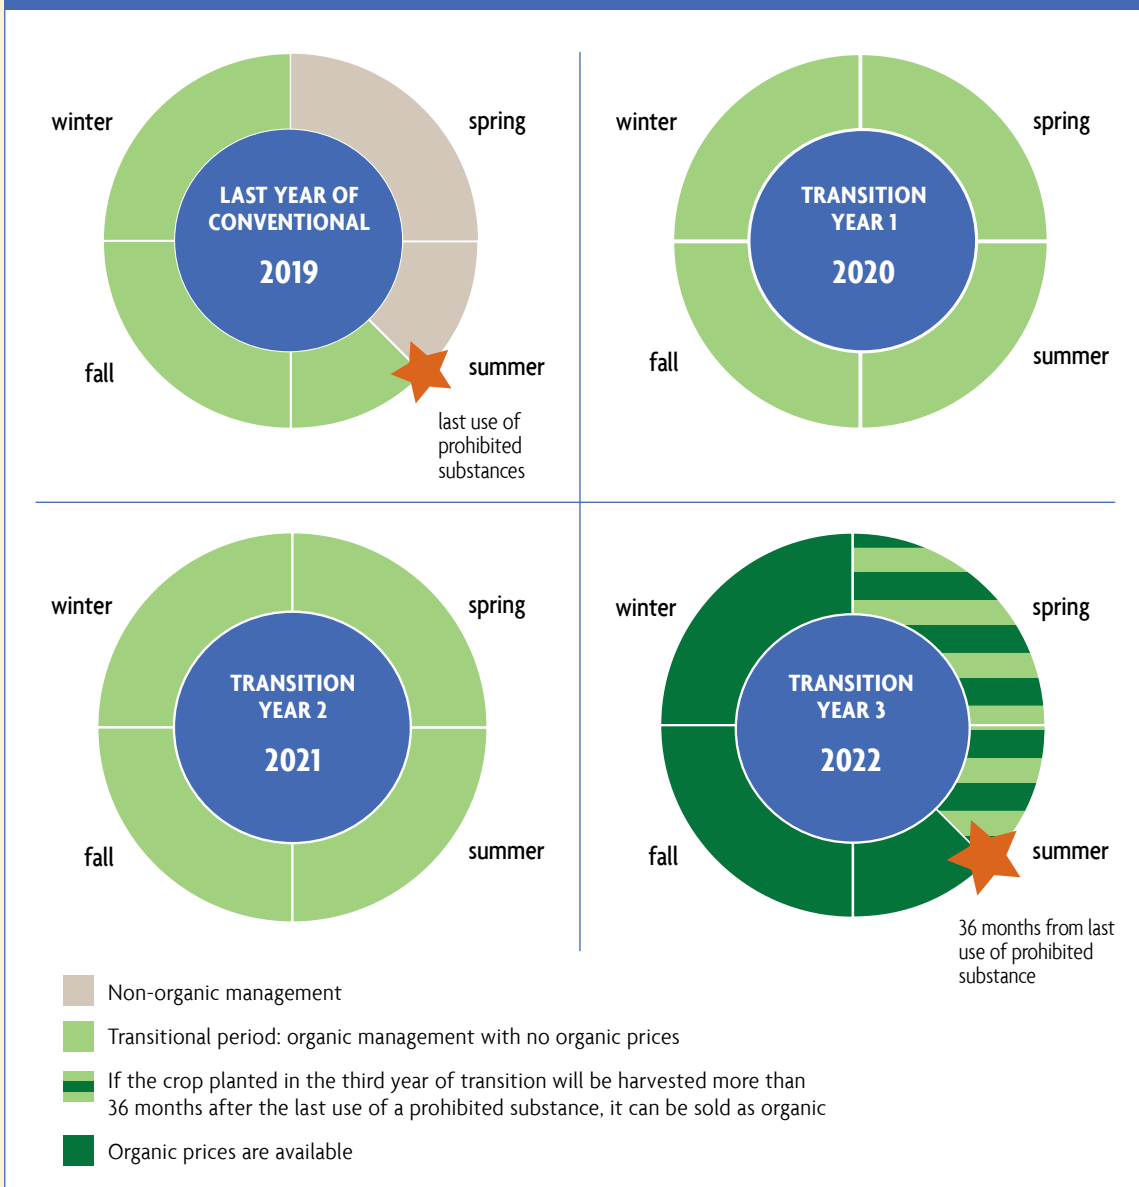 winter
spring
LAST YEAR OF
CONVENTIONAL
2019
fall
summer
last use of
prohibited
substances
winter
spring
TRANSITION
YEAR 1
2020
fall
summer
winter
spring
TRANSITION
YEAR 2
2021
fall
summer
winter
spring
TRANSITION
YEAR 3
2022
fall
summer
36 months from last
use of prohibited
substance
Non-organic management
Transitional period: organic management with no organic prices
If the crop planted in the third year of transition will be harvested more than
36 months after the last use of a prohibited substance, it can be sold as organic
Organic prices are available